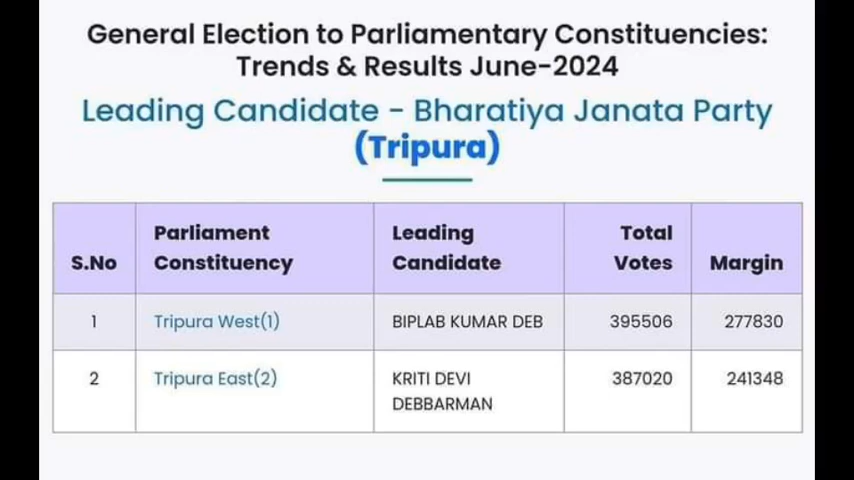 General Election to Parliamentary Constituencies:
Trends & Results June-2024
Leading Candidate - Bharatiya Janata Party
(Tripura)
S.No Parliament Constituency Leading Candidate Total Votes Margin
1 Tripura West(1) BIPLAB KUMAR DEB 395506 277830
2 Tripura East(2) KRITI DEVI DEBBARMAN 387020 241348